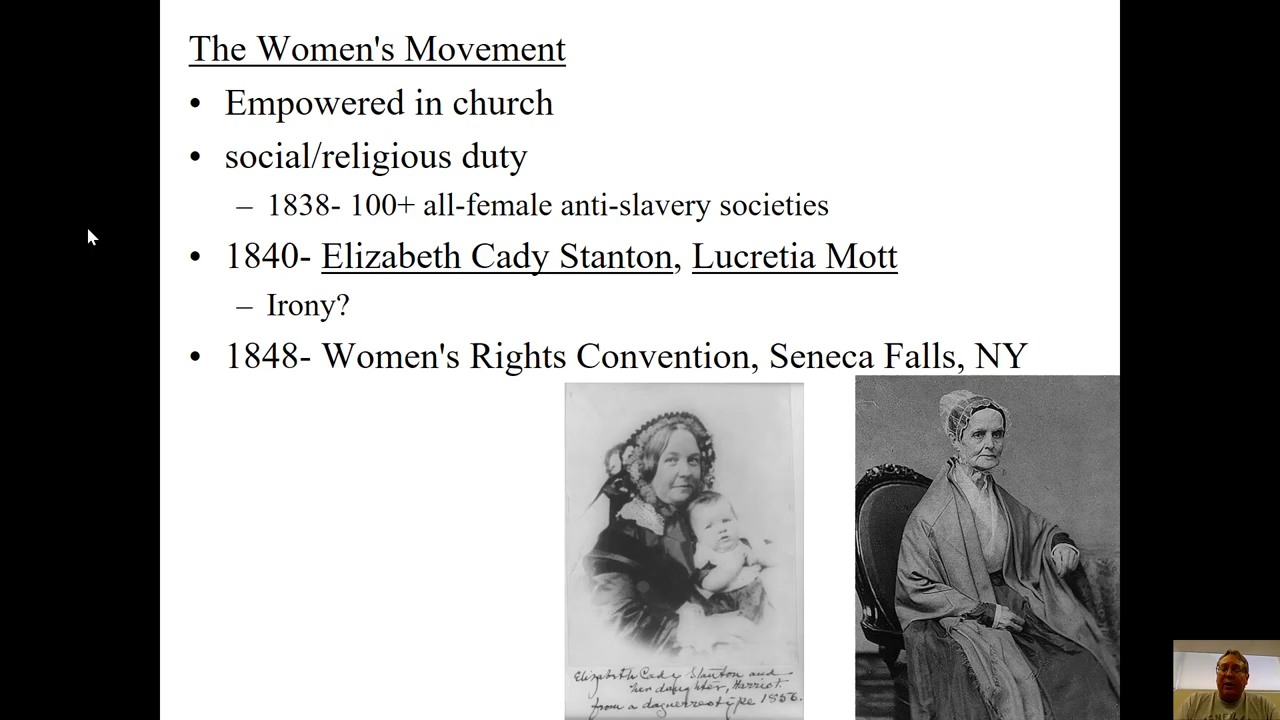 The Women's Movement
• Empowered in church
• social/religious duty
– 1838- 100+ all-female anti-slavery societies
• 1840- Elizabeth Cady Stanton, Lucretia Mott
– Irony?
• 1848- Women's Rights Convention, Seneca Falls, NY
Elizabeth Cady Stanton and
her daughter, Harriot
from a daguerreotype 1856.